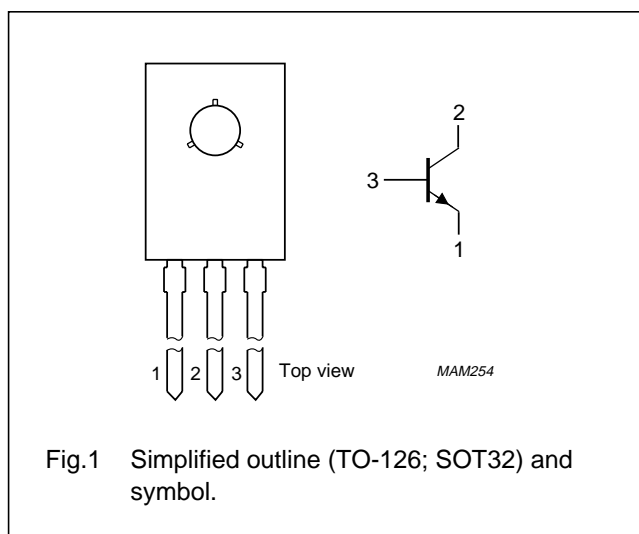 2
3
1
1 2 3 Top view MAM254
Fig.1 Simplified outline (TO-126; SOT32) and
symbol.